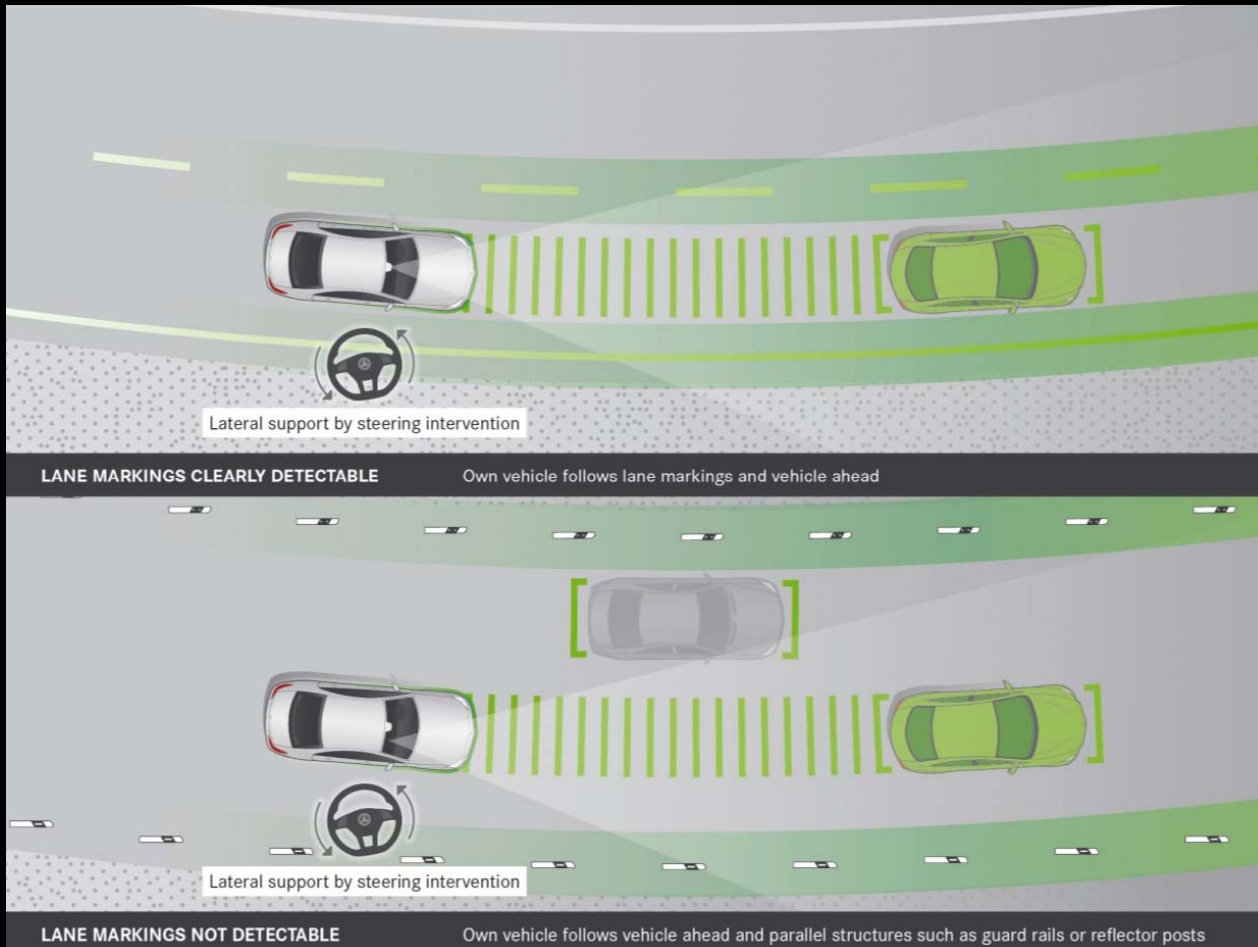 Lateral support by steering intervention
LANE MARKINGS CLEARLY DETECTABLE Own vehicle follows lane markings and vehicle ahead
Lateral support by steering intervention
LANE MARKINGS NOT DETECTABLE Own vehicle follows vehicle ahead and parallel structures such as guard rails or reflector posts